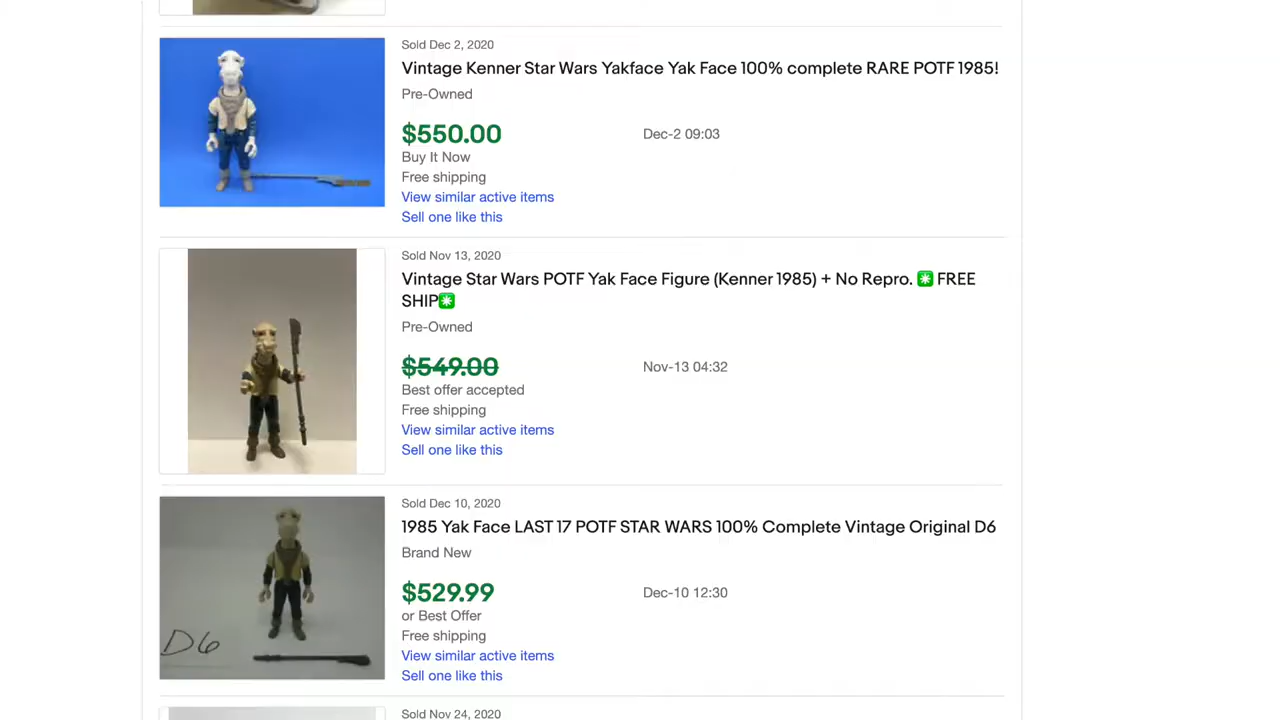 Sold Dec 2, 2020
Vintage Kenner Star Wars Yakface Yak Face 100% complete RARE POTF 1985!
Pre-Owned
$550.00
Dec-2 09:03
Buy It Now
Free shipping
View similar active items
Sell one like this
Sold Nov 13, 2020
Vintage Star Wars POTF Yak Face Figure (Kenner 1985) + No Repro. ✳️ FREE
SHIP✳️
Pre-Owned
$549.00
Nov-13 04:32
Best offer accepted
Free shipping
View similar active items
Sell one like this
Sold Dec 10, 2020
1985 Yak Face LAST 17 POTF STAR WARS 100% Complete Vintage Original D6
Brand New
$529.99
Dec-10 12:30
or Best Offer
Free shipping
D6
View similar active items
Sell one like this
Sold Nov 24, 2020